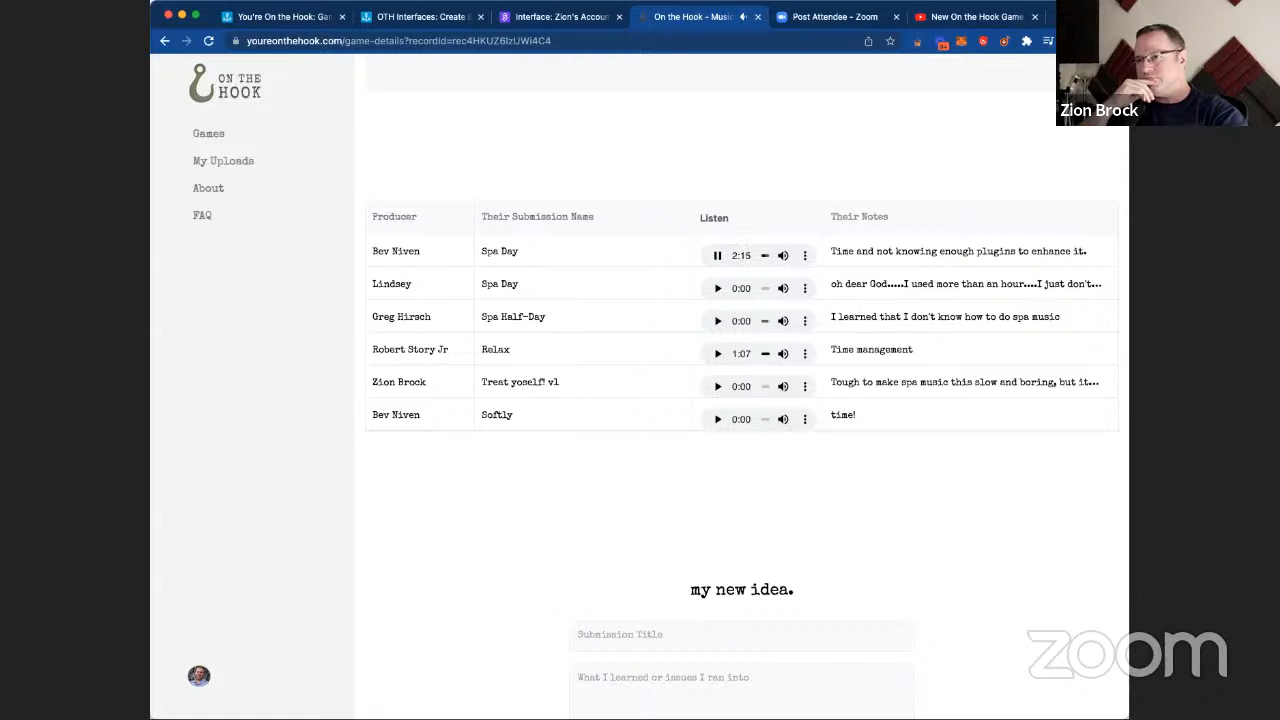 You're On the Hook: Gan
OTH Interfaces: Create E
Interface: Zion's Accoun
On the Hook - Music
Post Attendee - Zoom
New On the Hook Game
youreonthehook.com/game-details?recordId=rec4HKUZ6IzUWi4C4
Zion Brock
ON THE
HOOK
Games
My Uploads
About
FAQ
Producer Their Submission Name Listen Their Notes
Bev Niven Spa Day 2:15 Time and not knowing enough plugins to enhance it.
Lindsey Spa Day 0:00 oh dear God.....I used more than an hour....I just don't...
Greg Hirsch Spa Half-Day 0:00 I learned that I don't know how to do spa music
Robert Story Jr Relax 1:07 Time management
Zion Brock Treat yoself! v1 0:00 Tough to make spa music this slow and boring, but it...
Bev Niven Softly 0:00 time!
my new idea.
Submission Title
What I learned or issues I ran into
zoom